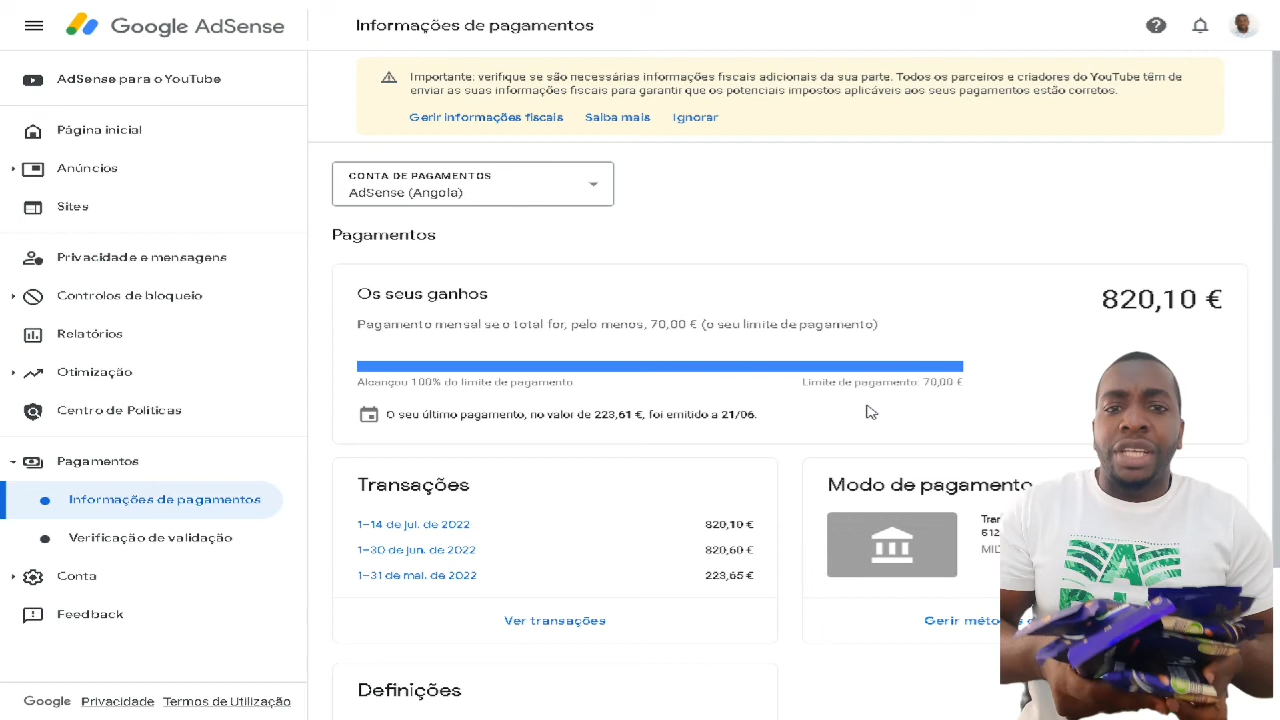 Google AdSense
Informações de pagamentos
AdSense para o YouTube
Página inicial
Anúncios
Sites
Privacidade e mensagens
Controlos de bloqueio
Relatórios
Otimização
Centro de Políticas
Pagamentos
Informações de pagamentos
Verificação de validação
Conta
Feedback
Google Privacidade Termos de Utilização
Importante: verifique se são necessárias informações fiscais adicionais da sua parte. Todos os parceiros e criadores do YouTube têm de
enviar as suas informações fiscais para garantir que os potenciais impostos aplicáveis aos seus pagamentos estão corretos.
Gerir informações fiscais Saiba mais Ignorar
CONTA DE PAGAMENTOS
AdSense (Angola)
Pagamentos
Os seus ganhos
820,10 €
Pagamento mensal se o total for, pelo menos, 70,00 € (o seu limite de pagamento)
Alcançou 100% do limite de pagamento
Limite de pagamento: 70,00 €
O seu último pagamento, no valor de 223,61 €, foi emitido a 21/06.
Transações
1–14 de jul. de 2022 820,10 €
1–30 de jun. de 2022 820,60 €
1–31 de mai. de 2022 223,65 €
Ver transações
Modo de pagamento
Gerir
Definições